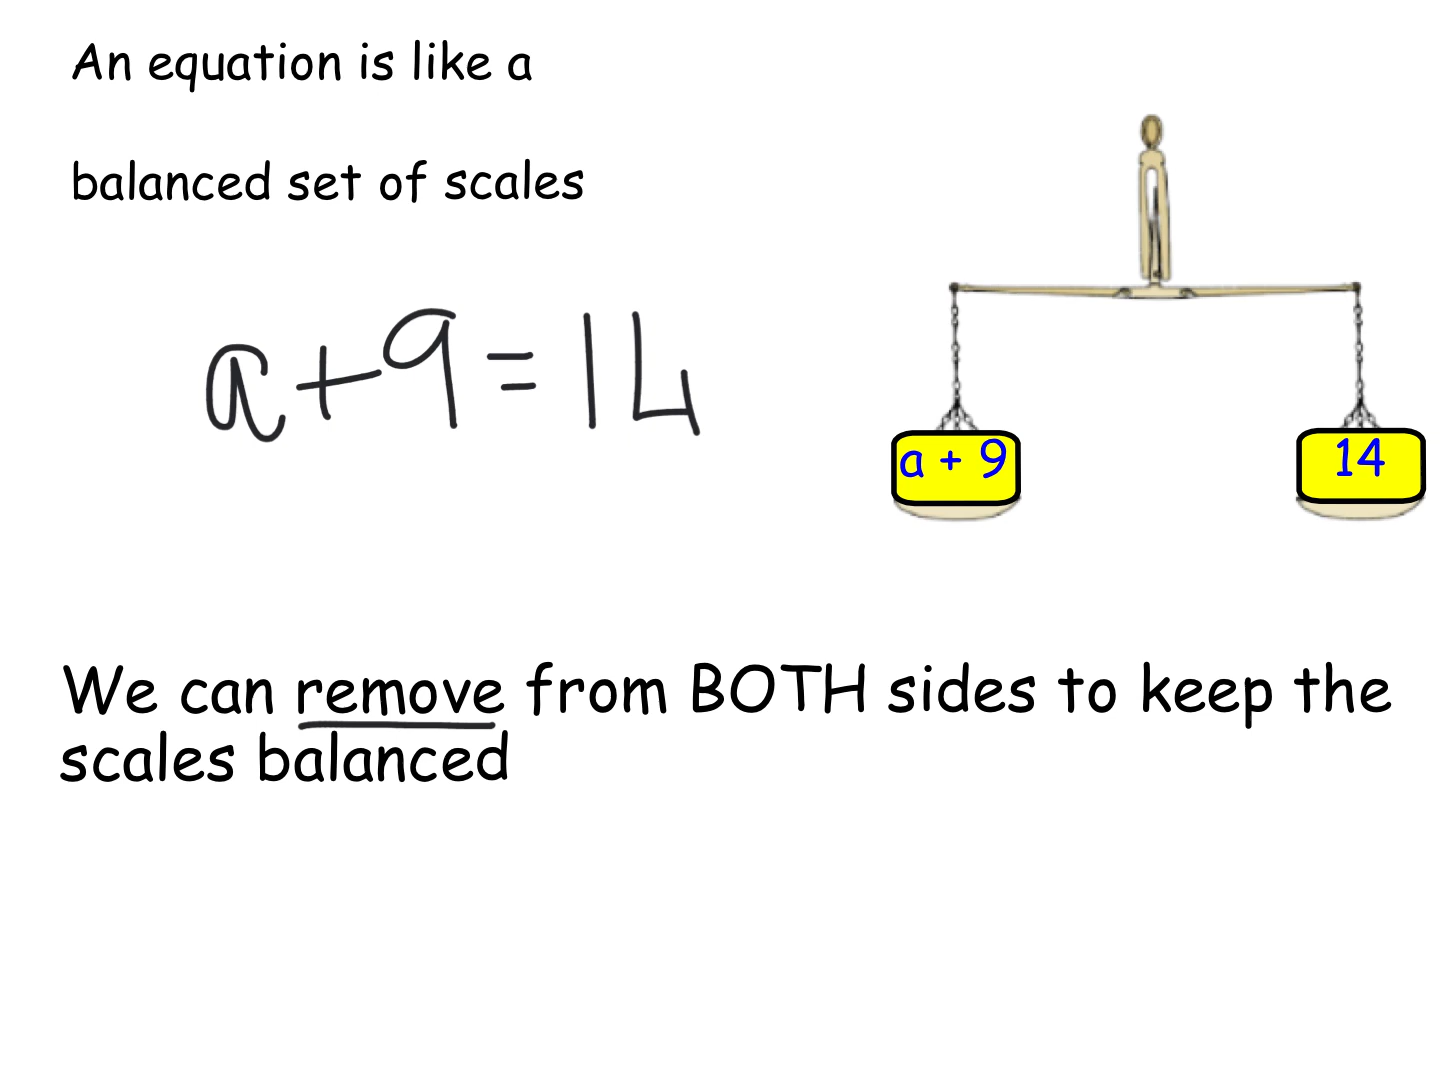 An equation is like a
balanced set of scales
a+9=14
a + 9
14
We can remove from BOTH sides to keep the
scales balanced